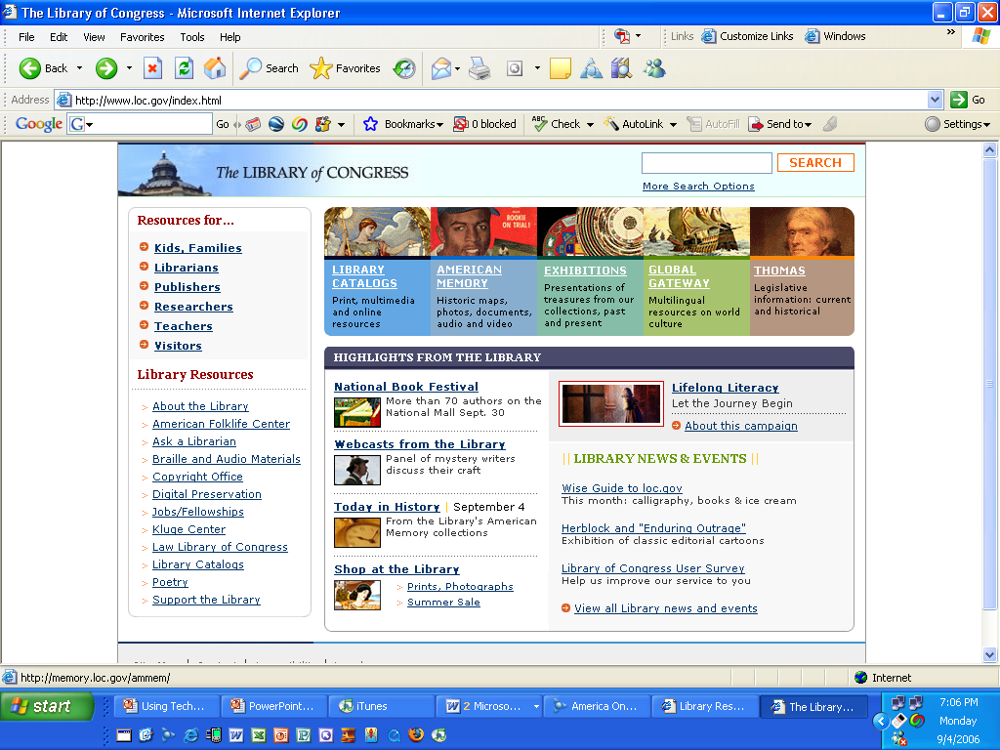 The Library of Congress - Microsoft Internet Explorer
File Edit View Favorites Tools Help
Links Customize Links Windows
Back Search Favorites
Address http://www.loc.gov/index.html Go
Google G Go Bookmarks 0 blocked ABC Check AutoLink AutoFill Send to Settings
The LIBRARY of CONGRESS
SEARCH
More Search Options
Resources for...
Kids, Families
Librarians
Publishers
Researchers
Teachers
Visitors
Library Resources
About the Library
American Folklife Center
Ask a Librarian
Braille and Audio Materials
Copyright Office
Digital Preservation
Jobs/Fellowships
Kluge Center
Law Library of Congress
Library Catalogs
Poetry
Support the Library
ROOKIE
ON TRIAL!
LIBRARY
CATALOGS
Print, multimedia
and online
resources
AMERICAN
MEMORY
Historic maps,
photos, documents,
audio and video
EXHIBITIONS
Presentations of
treasures from our
collections, past
and present
GLOBAL
GATEWAY
Multilingual
resources on world
culture
THOMAS
Legislative
information: current
and historical
HIGHLIGHTS FROM THE LIBRARY
National Book Festival
More than 70 authors on the
National Mall Sept. 30
Webcasts from the Library
Panel of mystery writers
discuss their craft
Today in History | September 4
From the Library's American
Memory collections
Shop at the Library
Prints, Photographs
Summer Sale
Lifelong Literacy
Let the Journey Begin
About this campaign
LIBRARY NEWS & EVENTS
Wise Guide to loc.gov
This month: calligraphy, books & ice cream
Herblock and "Enduring Outrage"
Exhibition of classic editorial cartoons
Library of Congress User Survey
Help us improve our service to you
View all Library news and events
http://memory.loc.gov/ammem/ Internet
start Using Tech... PowerPoint... iTunes 2 Microso... America On... Library Res... The Library...
7:06 PM
Monday
9/4/2006